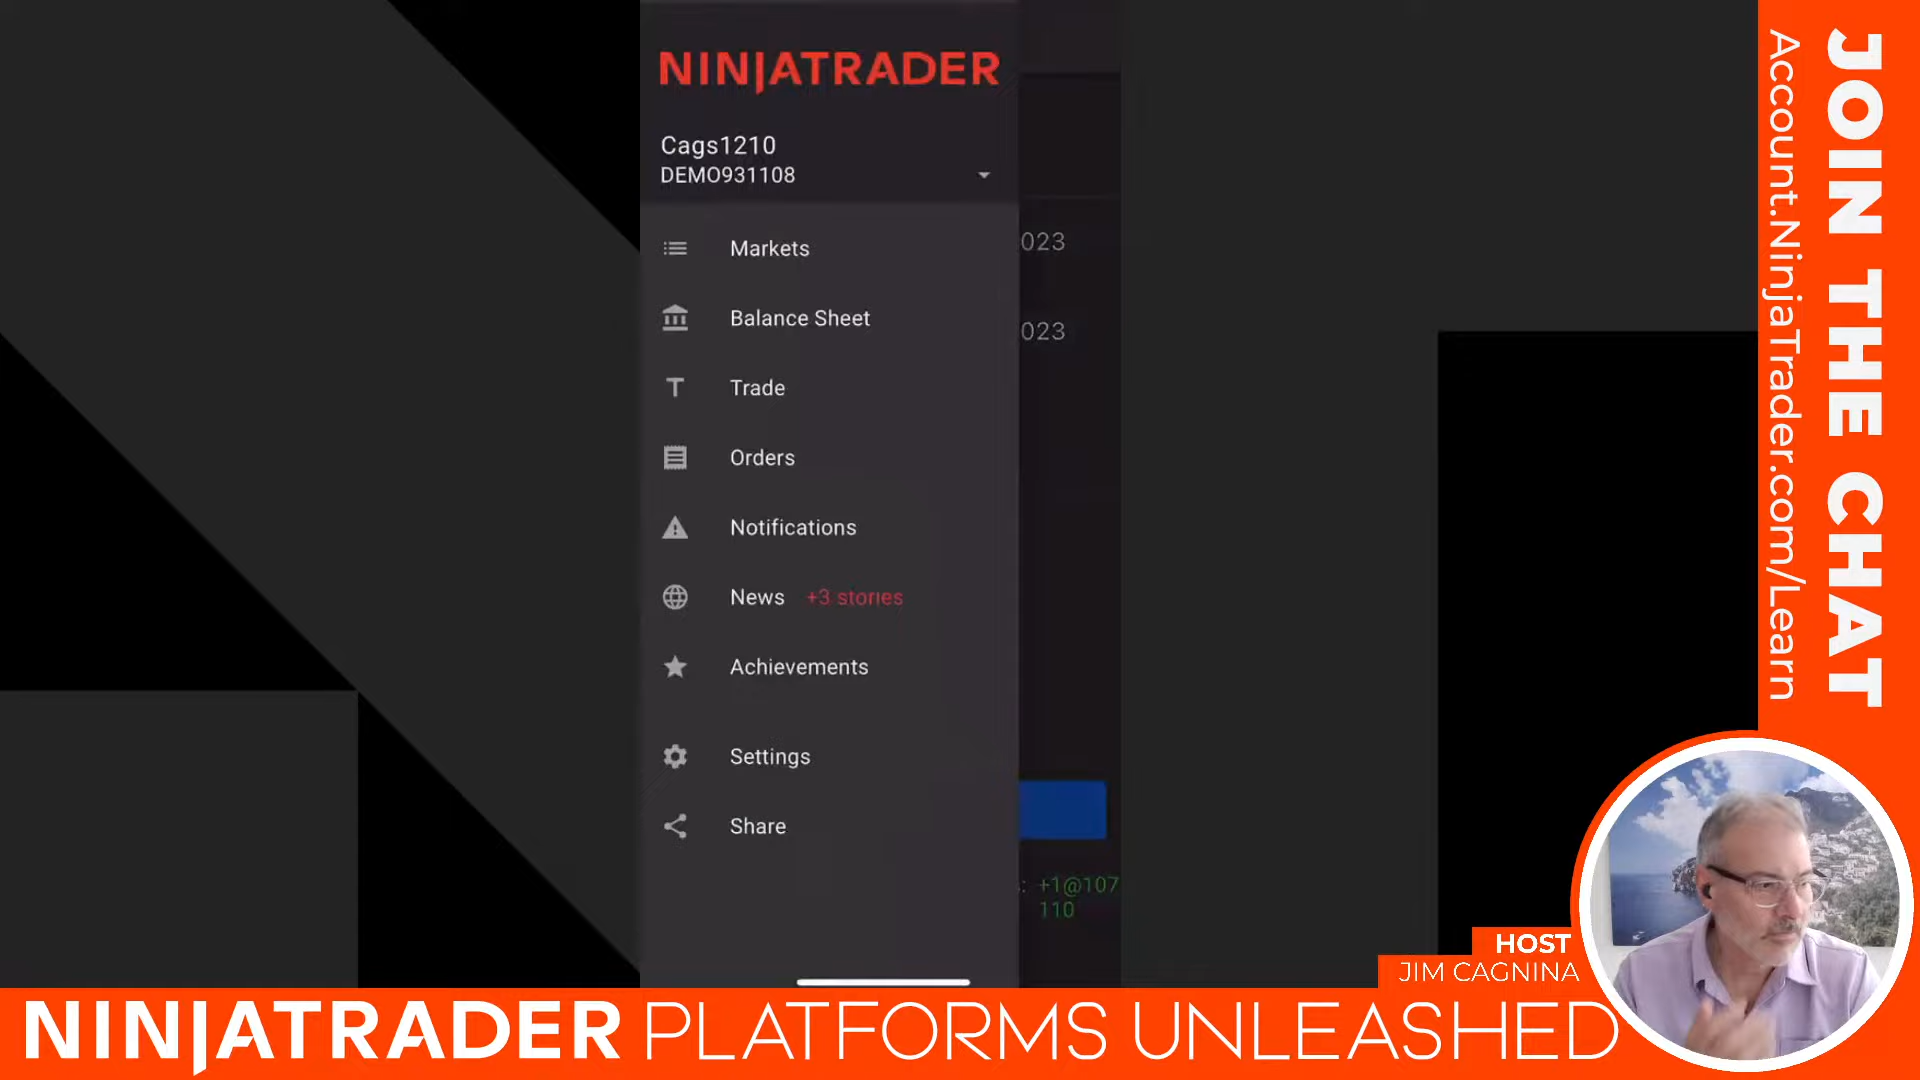 NINJATRADER
Cags1210
DEMO931108
Markets
Balance Sheet
Trade
Orders
Notifications
News +3 stories
Achievements
Settings
Share
023
023
: +1@107
110
JOIN THE CHAT
Account.NinjaTrader.com/Learn
HOST
JIM CAGNINA
NINJATRADER PLATFORMS UNLEASHED